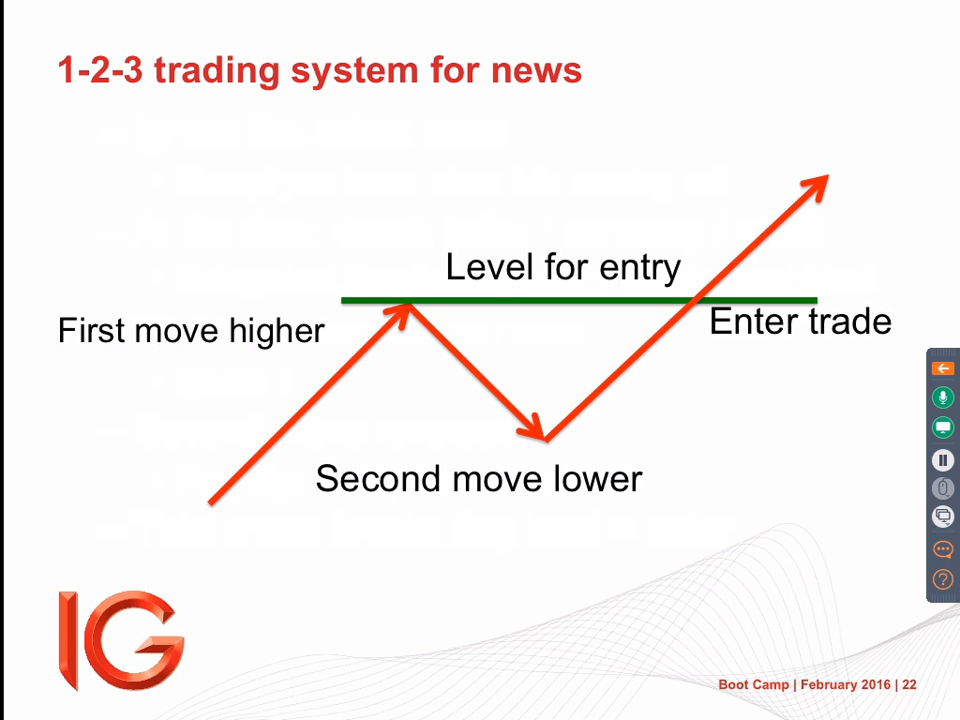 1-2-3 trading system for news
Level for entry
First move higher
Enter trade
Second move lower
IG
Boot Camp | February 2016 | 22